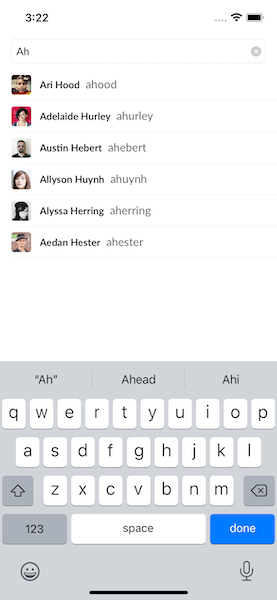 3:22
Ah
Ari Hood ahood
Adelaide Hurley ahurley
Austin Hebert ahebert
Allyson Huynh ahuynh
Alyssa Herring aherring
Aedan Hester ahester
“Ah” Ahead Ahi
q w e r t y u i o p
a s d f g h j k l
z x c v b n m
123 space done